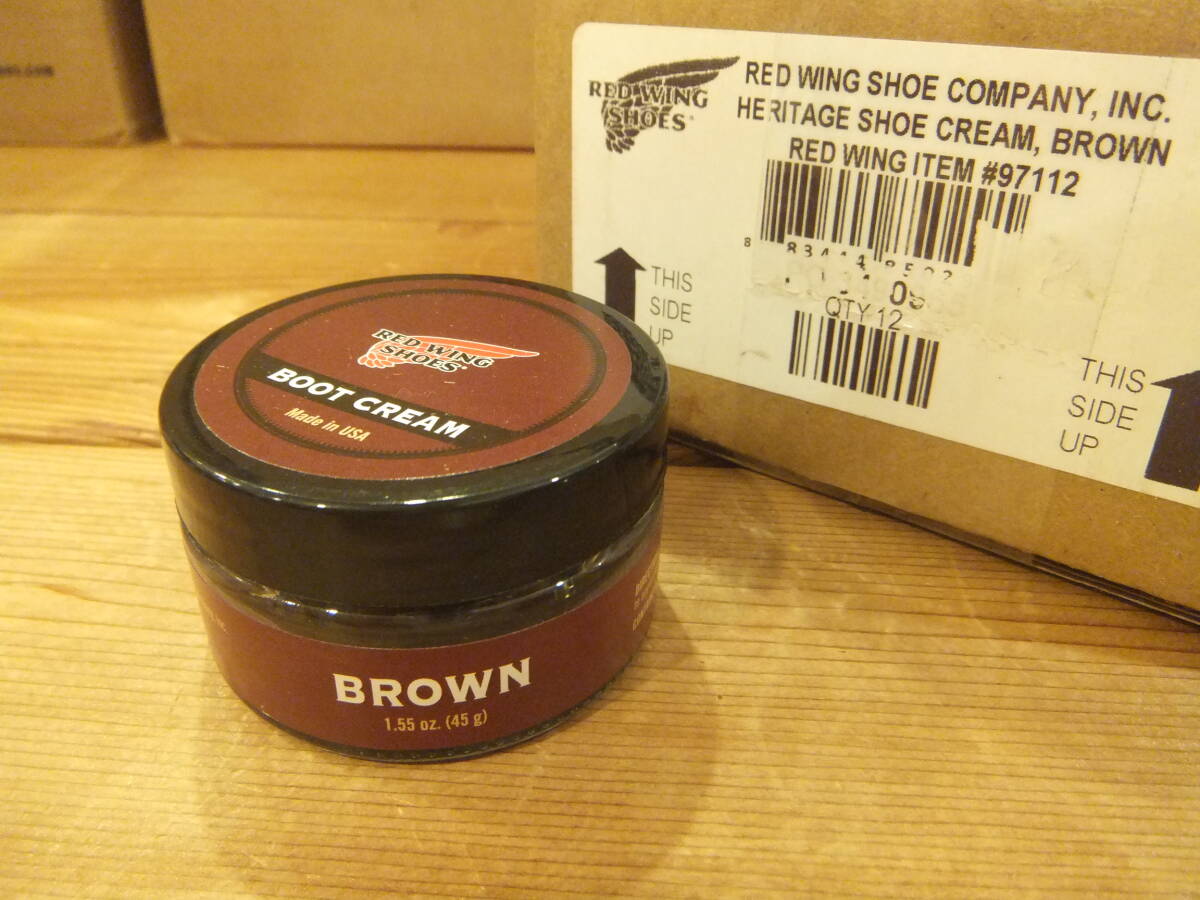 RED WING
SHOES
RED WING SHOE COMPANY, INC.
HERITAGE SHOE CREAM, BROWN
RED WING ITEM #97112
8
THIS
SIDE
UP
QTY 12
THIS
SIDE
UP
RED WING
SHOES
BOOT CREAM
Made in USA
BROWN
1.55 oz. (45 g)